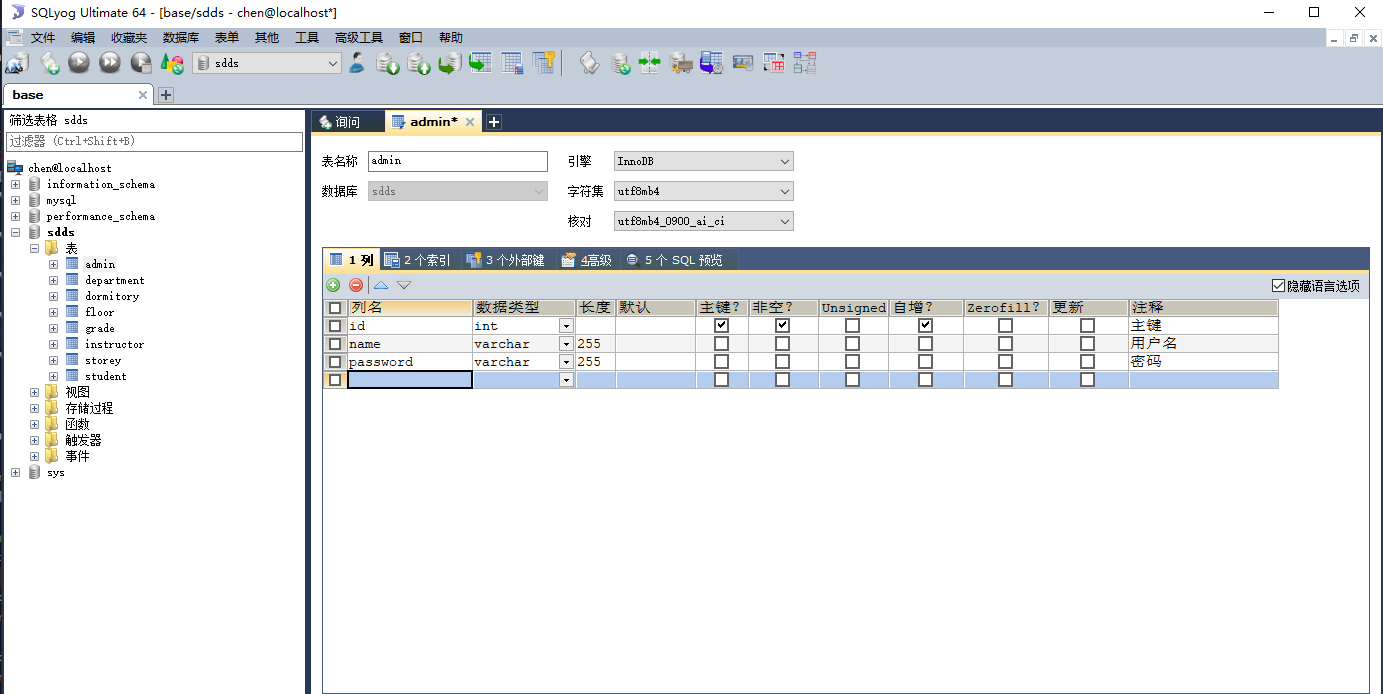 SQLyog Ultimate 64 - [base/sdds - chen@localhost*]
文件 编辑 收藏夹 数据库 表单 其他 工具 高级工具 窗口 帮助
sdds
base
筛选表格 sdds
过滤器 (Ctrl+Shift+B)
chen@localhost
information_schema
mysql
performance_schema
sdds
表
admin
department
dormitory
floor
grade
instructor
storey
student
视图
存储过程
函数
触发器
事件
sys
询问 admin*
表名称 admin 引擎 InnoDB
数据库 sdds 字符集 utf8mb4
核对 utf8mb4_0900_ai_ci
1 列 2 个索引 3 个外部键 4高级 5 个 SQL 预览
隐藏语言选项
列名 数据类型 长度 默认 主键? 非空? Unsigned 自增? Zerofill? 更新 注释
id int 主键
name varchar 255 用户名
password varchar 255 密码